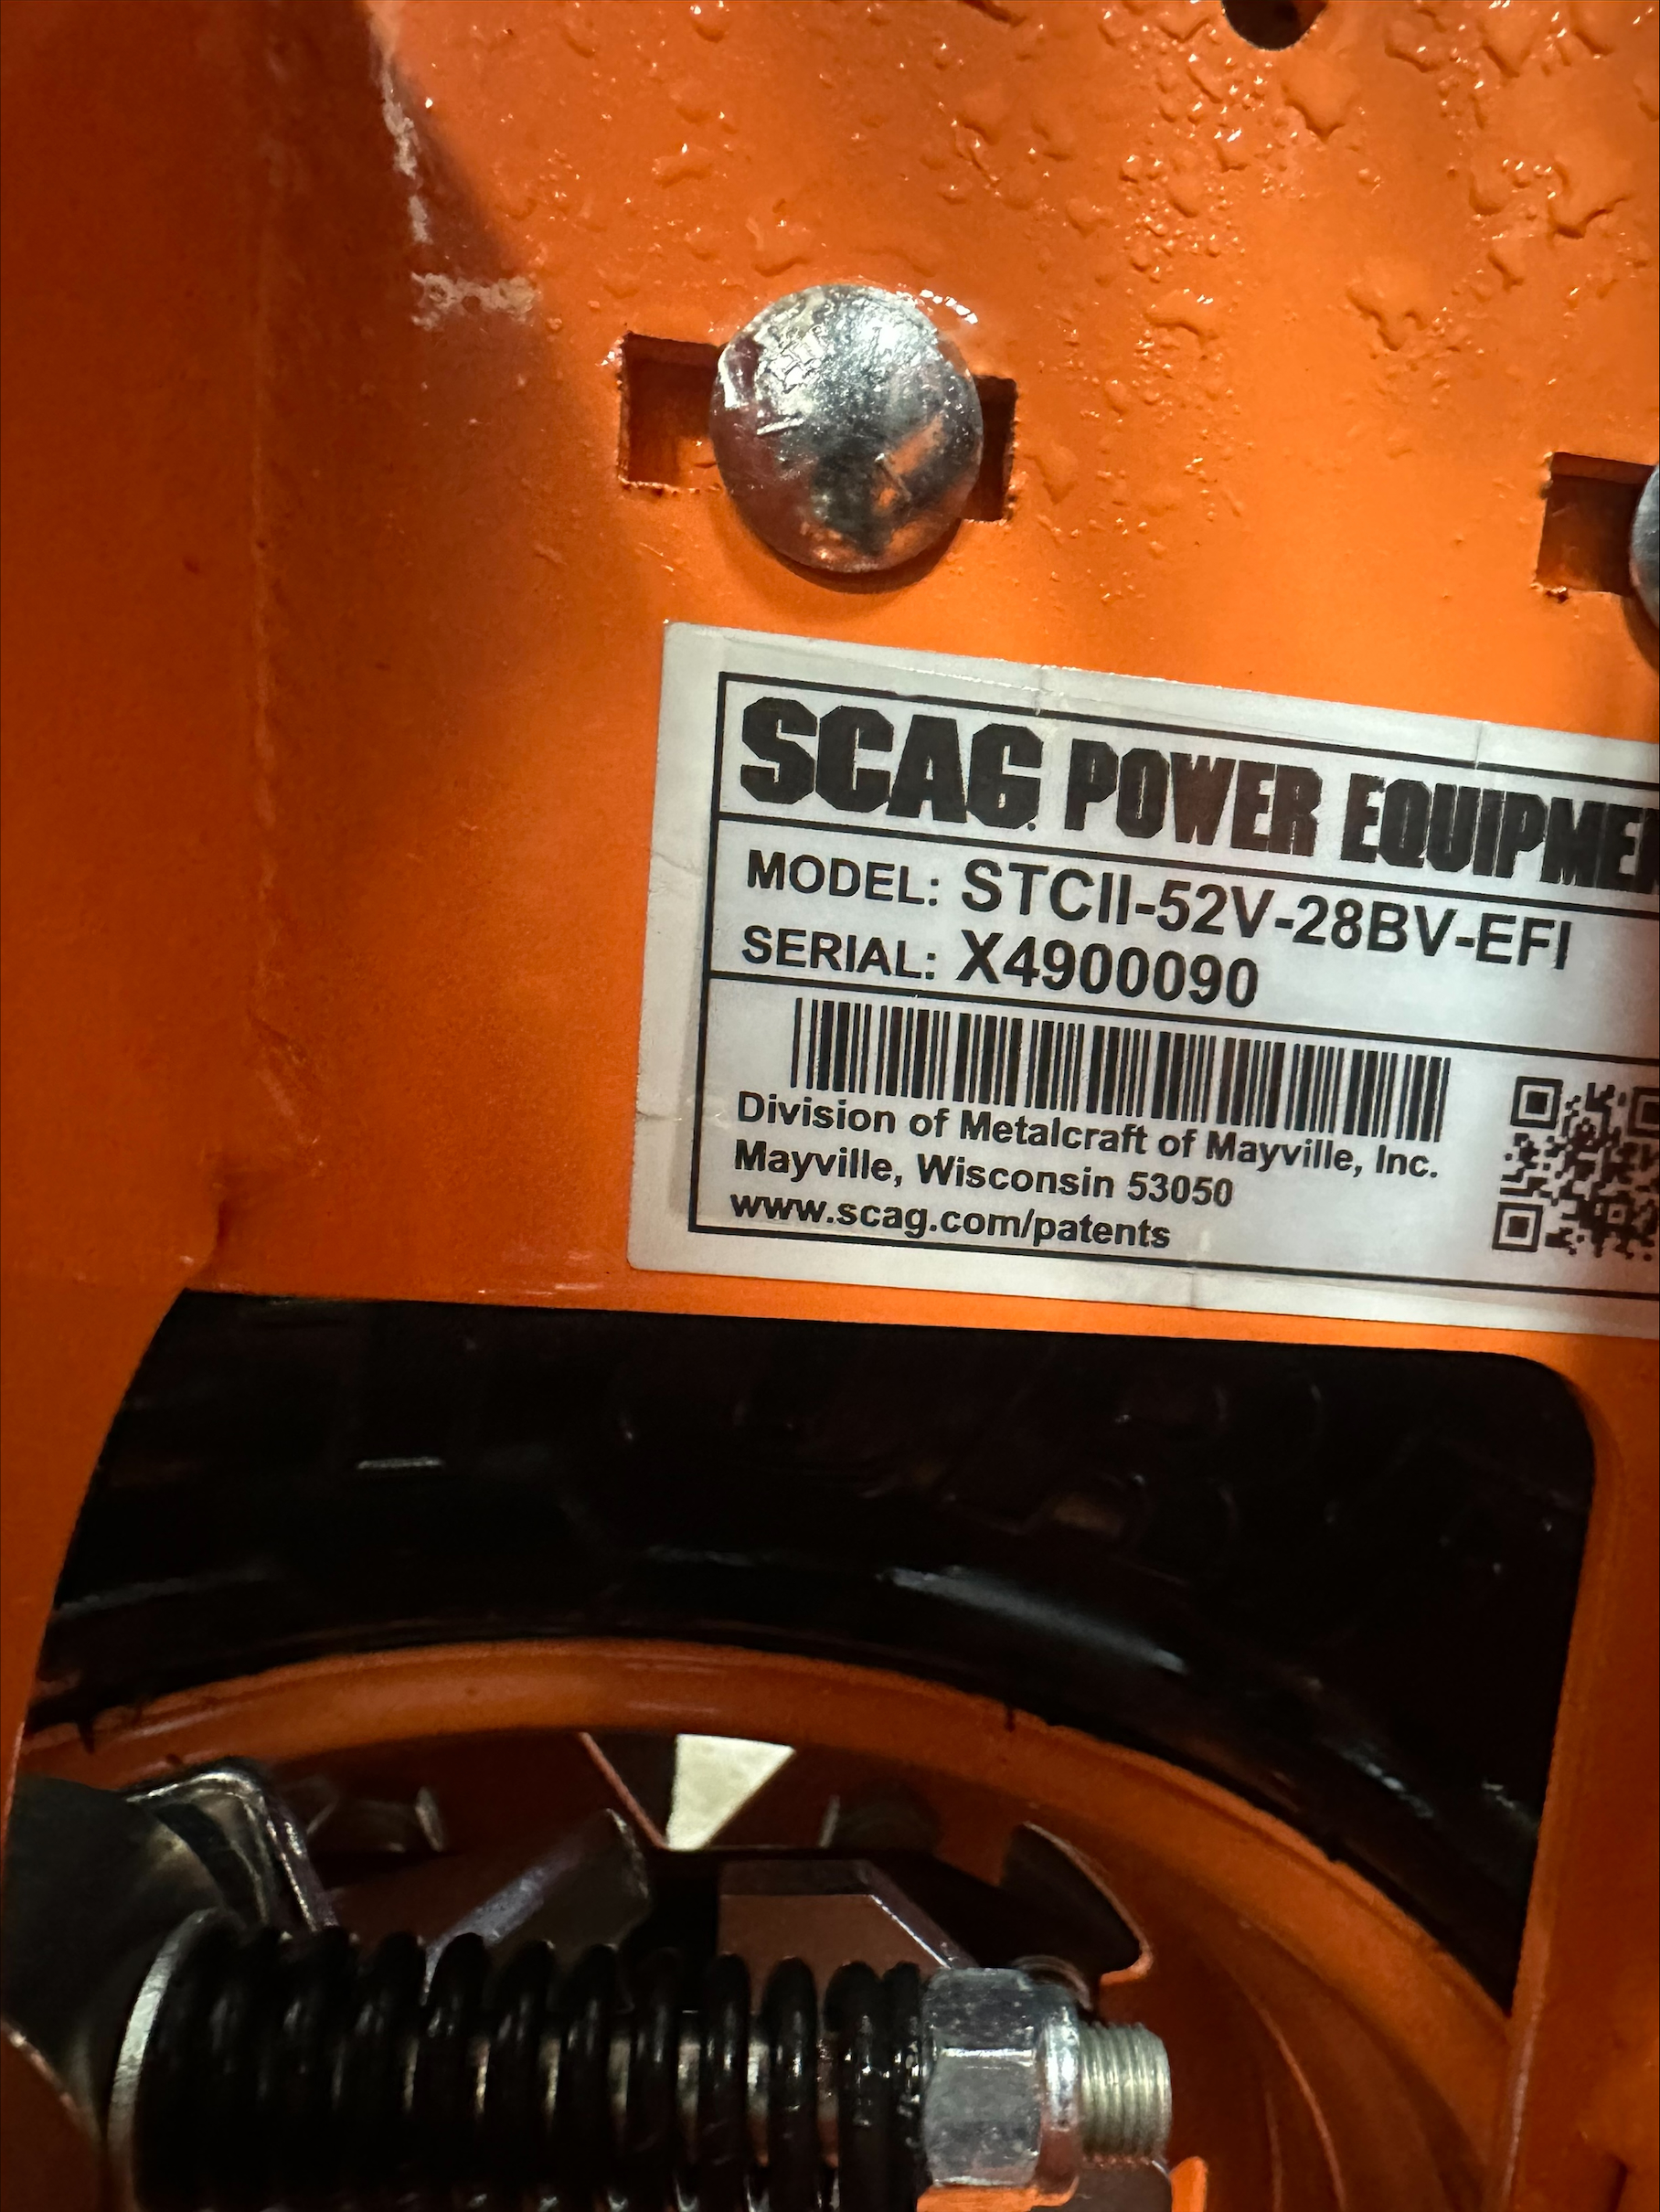 SCAG POWER EQUIPME
MODEL: STCII-52V-28BV-EFI
SERIAL: X4900090
Division of Metalcraft of Mayville, Inc.
Mayville, Wisconsin 53050
www.scag.com/patents